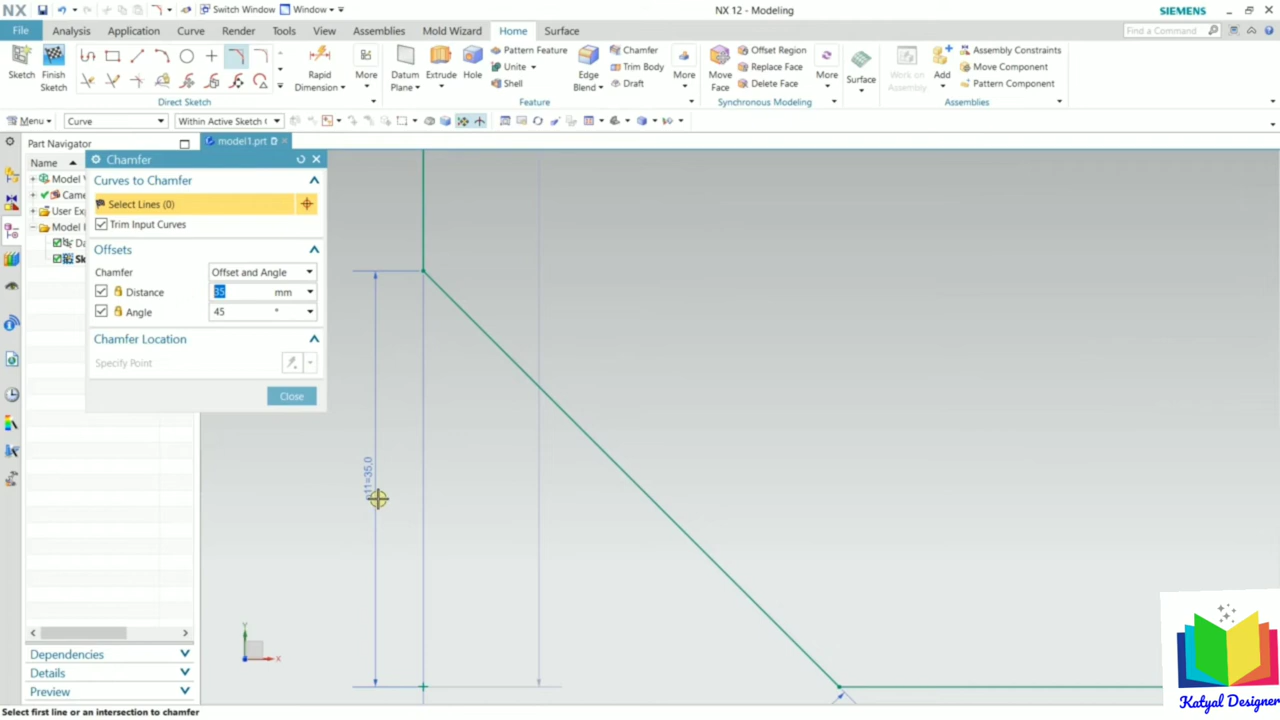 NX
Switch Window
Window
NX 12 - Modeling
SIEMENS
File
Analysis
Application
Curve
Render
Tools
View
Assemblies
Mold Wizard
Home
Surface
Find a Command
Sketch
Finish
Sketch
Rapid
Dimension
More
Direct Sketch
Datum
Plane
Extrude
Hole
Pattern Feature
Unite
Shell
Edge
Blend
Chamfer
Trim Body
Draft
More
Feature
Move
Face
Offset Region
Replace Face
Delete Face
More
Synchronous Modeling
Surface
Work on
Assembly
Add
Assembly Constraints
Move Component
Pattern Component
Assemblies
Menu
Curve
Within Active Sketch
Part Navigator
model1.prt
Name
Model V
Came
User Exp
Model H
Da
Sk
Chamfer
Curves to Chamfer
Select Lines (0)
Trim Input Curves
Offsets
Chamfer
Offset and Angle
Distance
35
mm
Angle
45
°
Chamfer Location
Specify Point
Close
11=35.0
Y
X
Dependencies
Details
Preview
Select first line or an intersection to chamfer
Katyal Designer